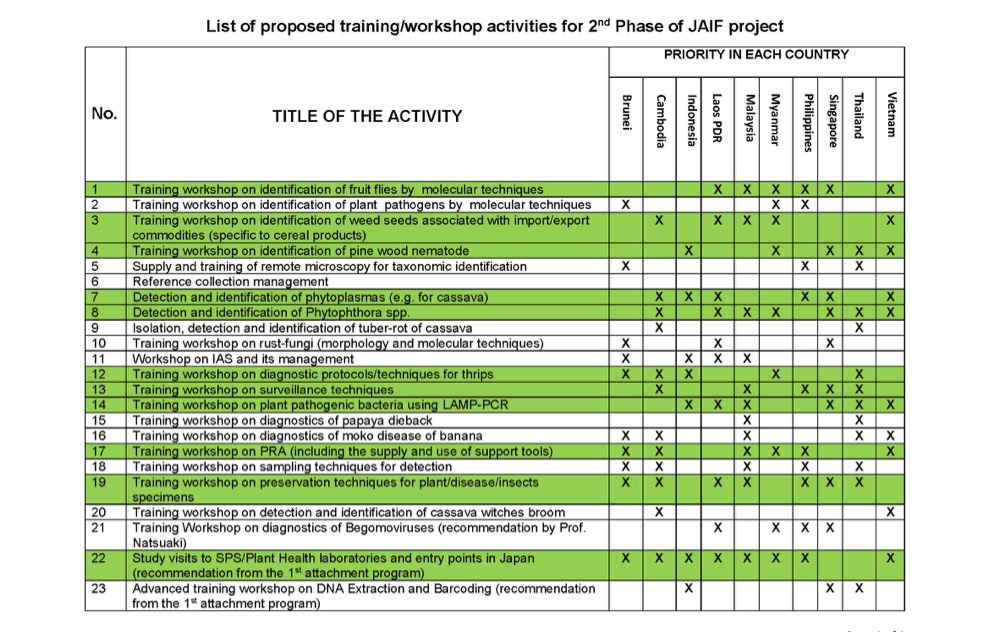 List of proposed training/workshop activities for 2nd Phase of JAIF project
No. TITLE OF THE ACTIVITY PRIORITY IN EACH COUNTRY
Brunei Cambodia Indonesia Laos PDR Malaysia Myanmar Philippines Singapore Thailand Vietnam
1 Training workshop on identification of fruit flies by molecular techniques X X X X X X
2 Training workshop on identification of plant pathogens by molecular techniques X X X
3 Training workshop on identification of weed seeds associated with import/export X X X X X
commodities (specific to cereal products)
4 Training workshop on identification of pine wood nematode X X X X X
5 Supply and training of remote microscopy for taxonomic identification X X X
6 Reference collection management
7 Detection and identification of phytoplasmas (e.g. for cassava) X X X X X X
8 Detection and identification of Phytophthora spp. X X X X X X X
9 Isolation, detection and identification of tuber-rot of cassava X X
10 Training workshop on rust-fungi (morphology and molecular techniques) X X X
11 Workshop on IAS and its management X X X X
12 Training workshop on diagnostic protocols/techniques for thrips X X X X X
13 Training workshop on surveillance techniques X X X X X
14 Training workshop on plant pathogenic bacteria using LAMP-PCR X X X X X X
15 Training workshop on diagnostics of papaya dieback X X
16 Training workshop on diagnostics of moko disease of banana X X X X X
17 Training workshop on PRA (including the supply and use of support tools) X X X X X X
18 Training workshop on sampling techniques for detection X X X X X
19 Training workshop on preservation techniques for plant/disease/insects X X X X X X X
specimens
20 Training workshop on detection and identification of cassava witches broom X X
21 Training Workshop on diagnostics of Begomoviruses (recommendation by Prof. X X X X
Natsuaki)
22 Study visits to SPS/Plant Health laboratories and entry points in Japan X X X X X X X X
(recommendation from the 1st attachment program)
23 Advanced training workshop on DNA Extraction and Barcoding (recommendation X X X
from the 1st attachment program)